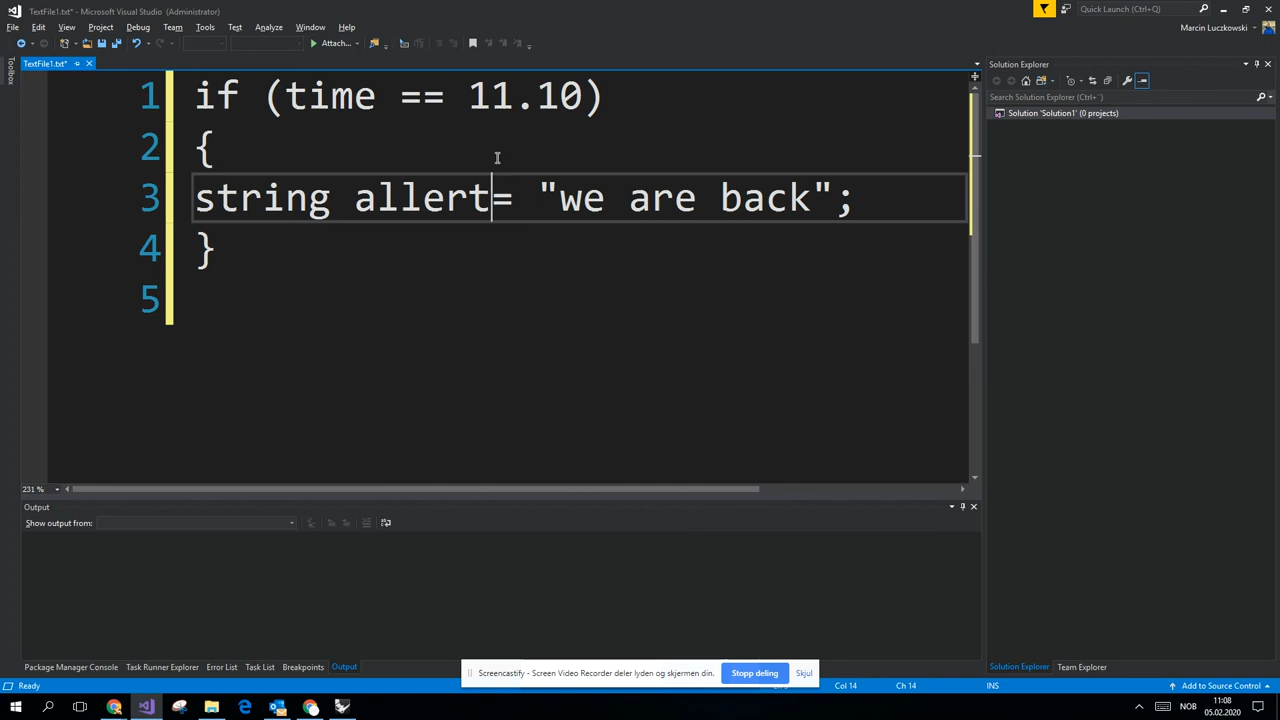 TextFile1.txt* - Microsoft Visual Studio (Administrator)
Quick Launch (Ctrl+Q)
File Edit View Project Debug Team Tools Test Analyze Window Help
Marcin Luczkowski
Attach...
Toolbox
TextFile1.txt*
Solution Explorer
Search Solution Explorer (Ctrl+¨)
Solution 'Solution1' (0 projects)
1 if (time == 11.10)
2 {
3 string allert= "we are back";
4 }
5
231 %
Output
Show output from:
Package Manager Console Task Runner Explorer Error List Task List Breakpoints Output
Solution Explorer Team Explorer
Screencastify - Screen Video Recorder deler lyden og skjermen din. Stopp deling Skjul
Ready
Col 14 Ch 14 INS
Add to Source Control
NOB
11:08
05.02.2020